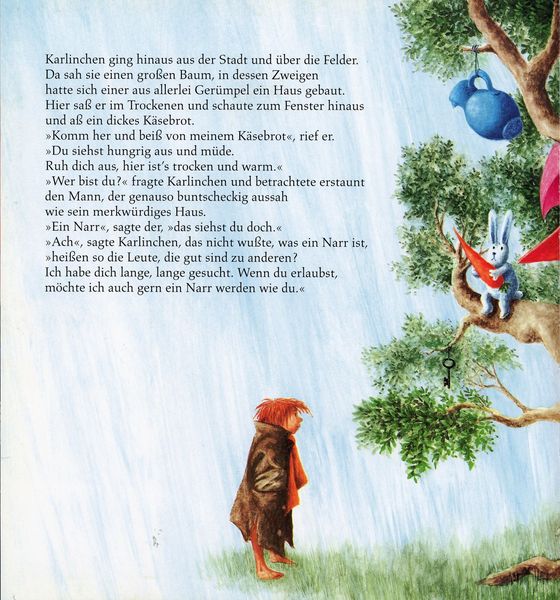 Karlinchen ging hinaus aus der Stadt und über die Felder.
Da sah sie einen großen Baum, in dessen Zweigen
hatte sich einer aus allerlei Gerümpel ein Haus gebaut.
Hier saß er im Trockenen und schaute zum Fenster hinaus
und aß ein dickes Käsebrot.
»Komm her und beiß von meinem Käsebrot«, rief er.
»Du siehst hungrig aus und müde.
Ruh dich aus, hier ist's trocken und warm.«
»Wer bist du?« fragte Karlinchen und betrachtete erstaunt
den Mann, der genauso buntscheckig aussah
wie sein merkwürdiges Haus.
»Ein Narr«, sagte der, »das siehst du doch.«
»Ach«, sagte Karlinchen, das nicht wußte, was ein Narr ist,
»heißen so die Leute, die gut sind zu anderen?
Ich habe dich lange, lange gesucht. Wenn du erlaubst,
möchte ich auch gern ein Narr werden wie du.«